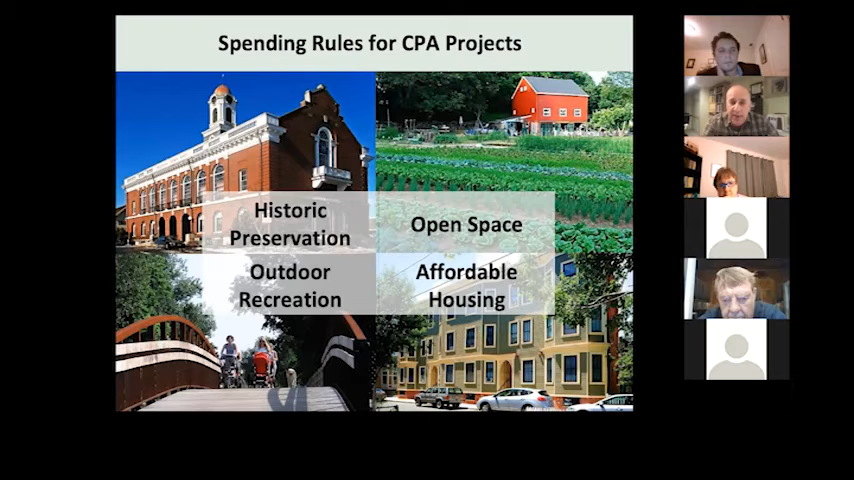 Spending Rules for CPA Projects
Historic
Preservation
Open Space
Outdoor
Recreation
Affordable
Housing